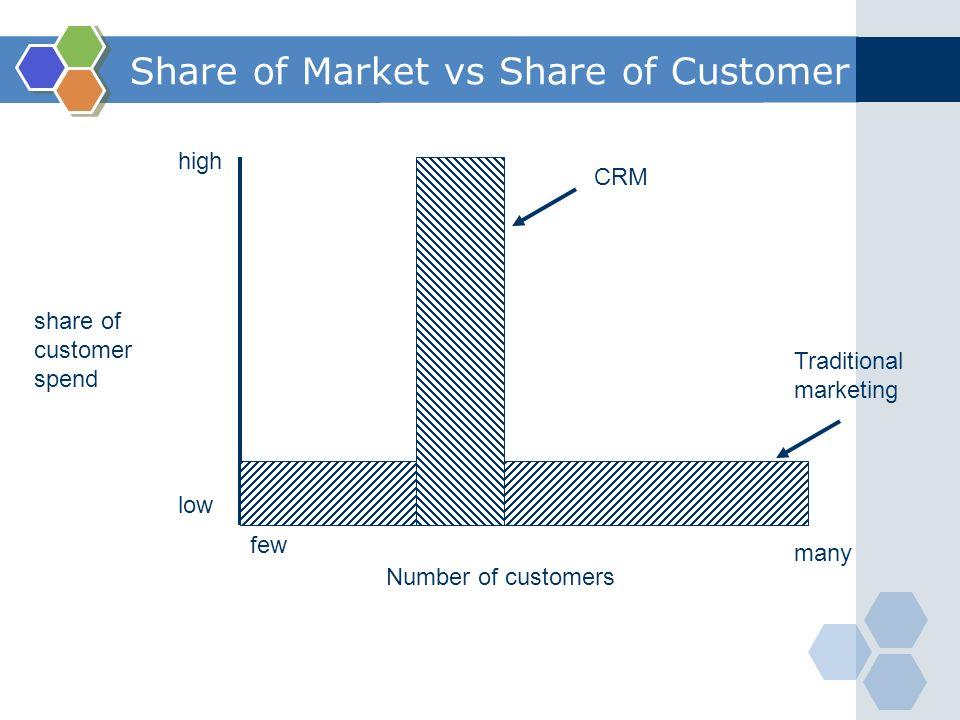 Share of Market vs Share of Customer
high
CRM
share of
customer
spend
Traditional
marketing
low
few
many
Number of customers